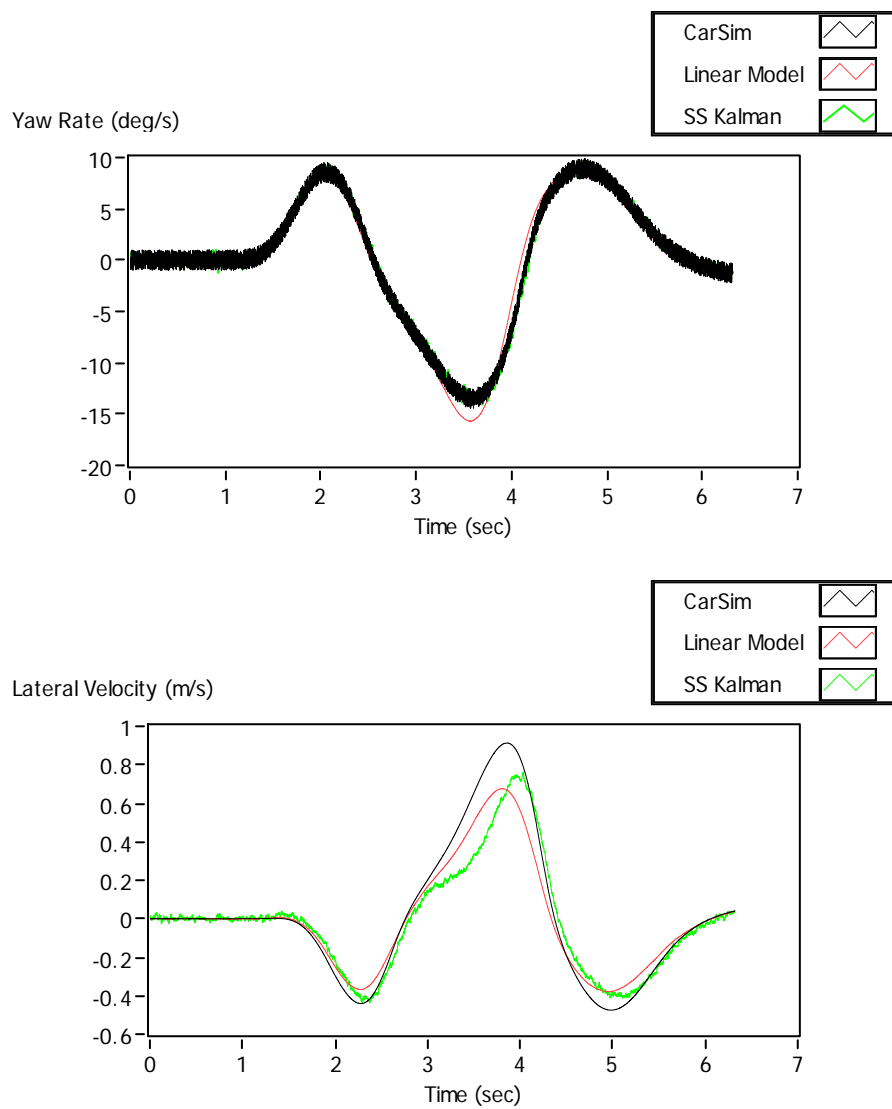 CarSim
Linear Model
SS Kalman
Yaw Rate (deg/s)
10
5
0
-5
-10
-15
-20
0 1 2 3 4 5 6 7
Time (sec)
CarSim
Linear Model
SS Kalman
Lateral Velocity (m/s)
1
0.8
0.6
0.4
0.2
0
-0.2
-0.4
-0.6
0 1 2 3 4 5 6 7
Time (sec)